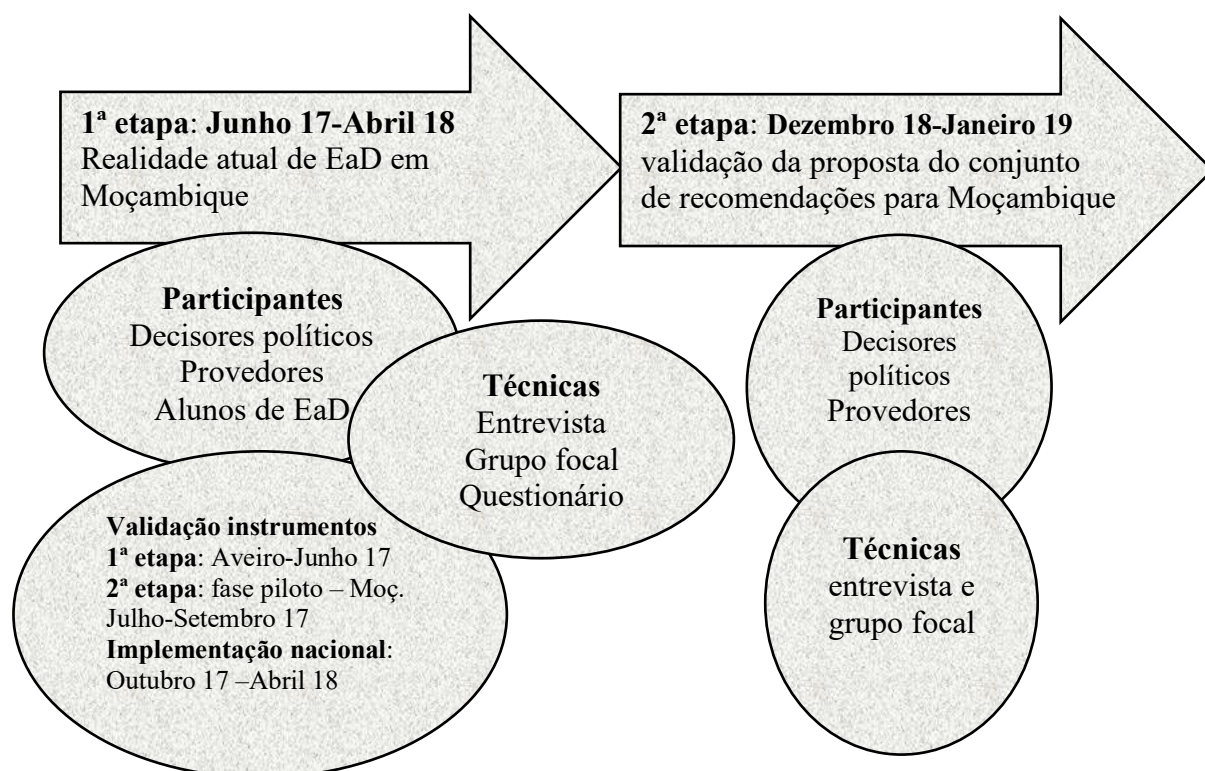 1ª etapa: Junho 17-Abril 18
Realidade atual de EaD em
Moçambique
2ª etapa: Dezembro 18-Janeiro 19
validação da proposta do conjunto
de recomendações para Moçambique
Participantes
Decisores políticos
Provedores
Alunos de EaD
Técnicas
Entrevista
Grupo focal
Questionário
Validação instrumentos
1ª etapa: Aveiro-Junho 17
2ª etapa: fase piloto – Moç.
Julho-Setembro 17
Implementação nacional:
Outubro 17 –Abril 18
Participantes
Decisores
políticos
Provedores
Técnicas
entrevista e
grupo focal